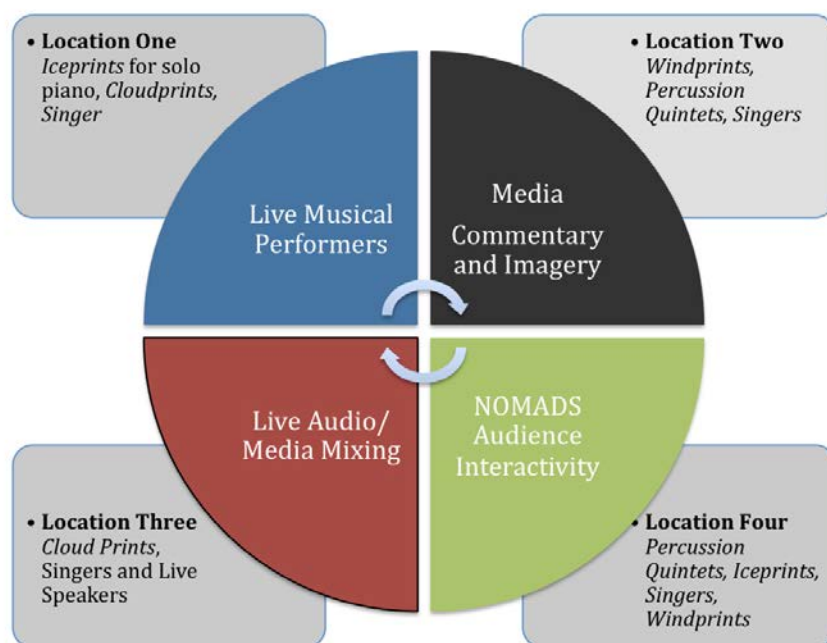 • Location One
Iceprints for solo
piano, Cloudprints,
Singer
• Location Two
Windprints,
Percussion
Quintets, Singers
Live Musical
Performers
Media
Commentary
and Imagery
Live Audio/
Media Mixing
NOMADS
Audience
Interactivity
• Location Three
Cloud Prints,
Singers and Live
Speakers
• Location Four
Percussion
Quintets, Iceprints,
Singers,
Windprints